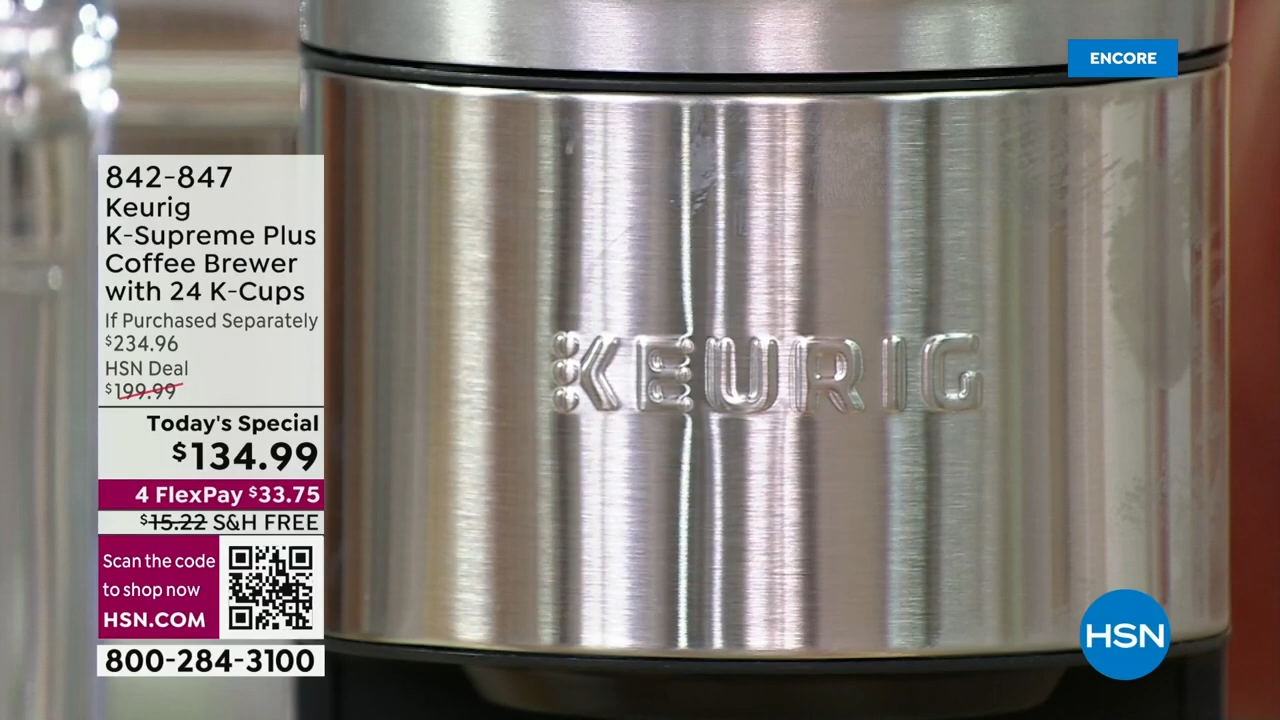 ENCORE
842-847
Keurig
K-Supreme Plus
Coffee Brewer
with 24 K-Cups
If Purchased Separately
$234.96
HSN Deal
$199.99
Today's Special
$134.99
4 FlexPay $33.75
$15.22 S&H FREE
Scan the code
to shop now
HSN.COM
800-284-3100
KEURIG
HSN